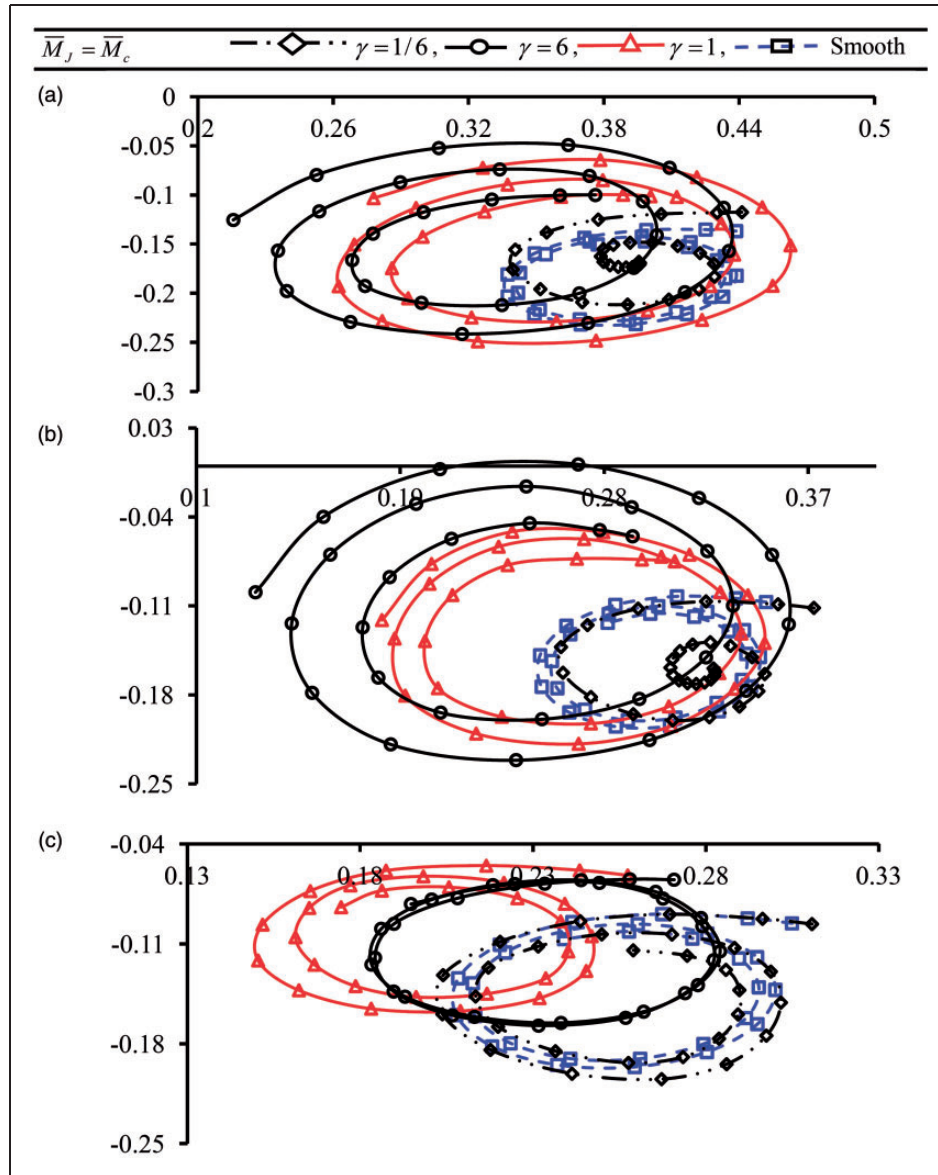 M̅_J = M̅_c γ=1/6, γ=6, γ=1, Smooth
(a)
0
0.2 0.26 0.32 0.38 0.44 0.5
-0.05
-0.1
-0.15
-0.2
-0.25
-0.3
(b)
0.03
0.1 0.19 0.28 0.37
-0.04
-0.11
-0.18
-0.25
(c)
-0.04
0.13 0.18 0.23 0.28 0.33
-0.11
-0.18
-0.25